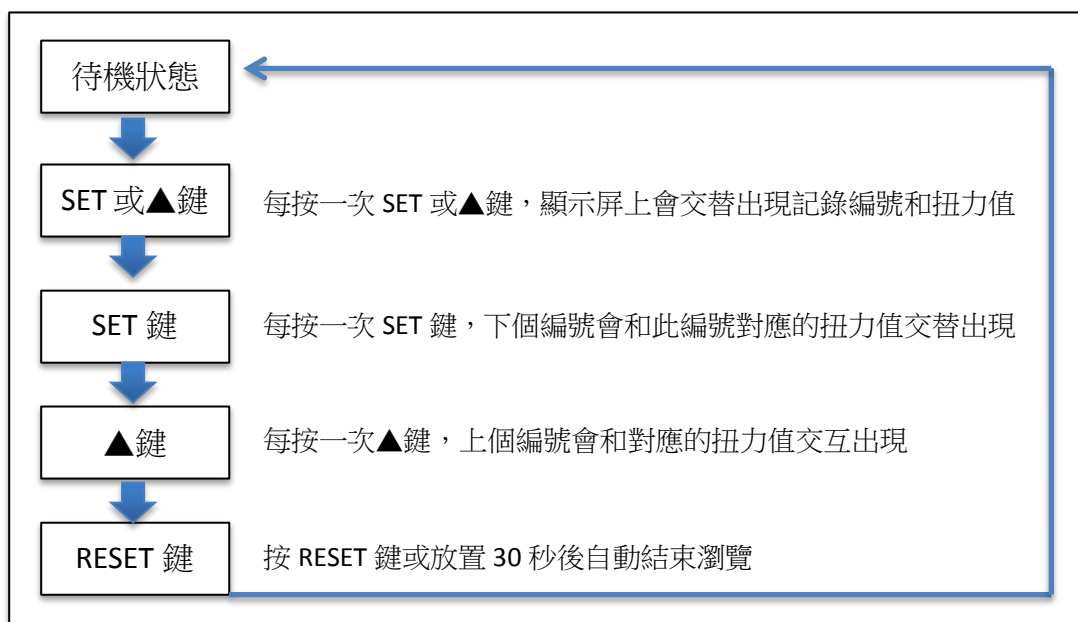 待機狀態
SET 或▲鍵
每按一次 SET 或▲鍵，顯示屏上會交替出現記錄編號和扭力值
SET 鍵
每按一次 SET 鍵，下個編號會和此編號對應的扭力值交替出現
▲鍵
每按一次▲鍵，上個編號會和對應的扭力值交互出現
RESET 鍵
按 RESET 鍵或放置 30 秒後自動結束瀏覽